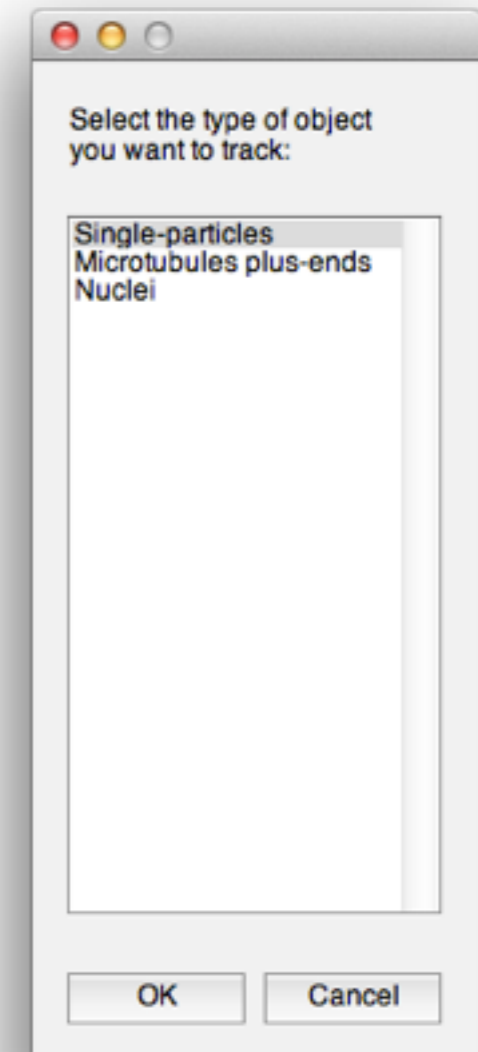 Select the type of object
you want to track:
Single-particles
Microtubules plus-ends
Nuclei
OK
Cancel